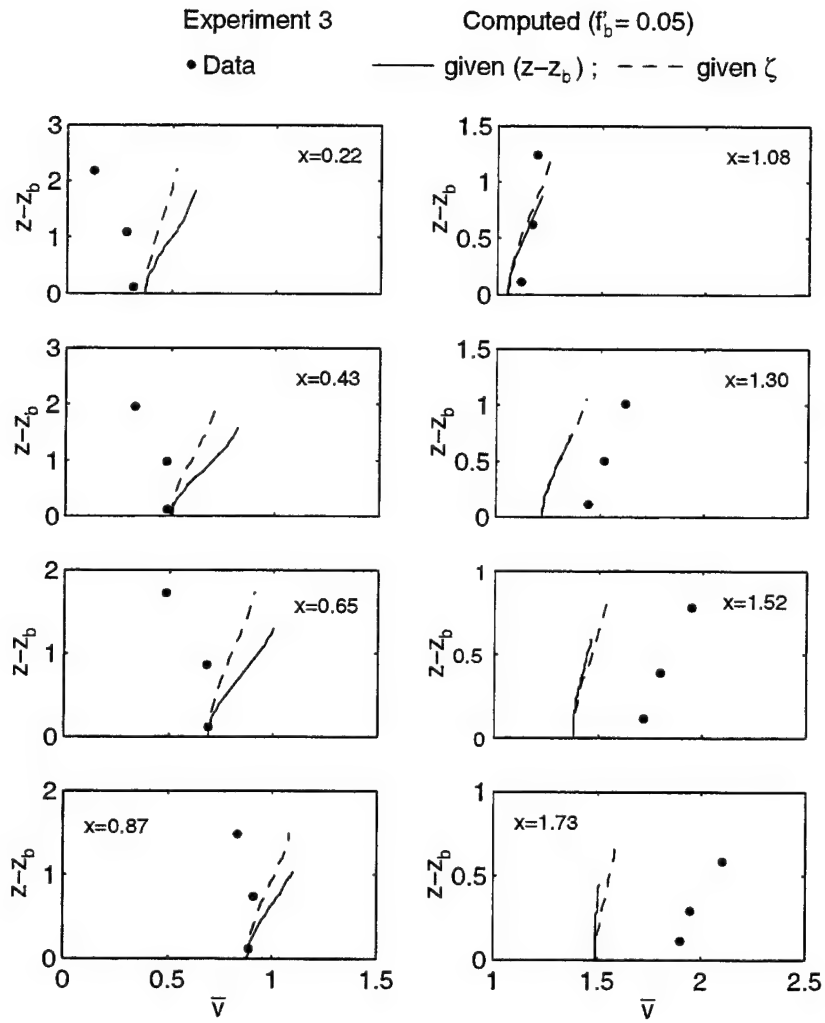 Experiment 3 Computed (f'b = 0.05)
● Data —— given (z−zb) ; − − − given ζ
3
2
1
0
z−zb
x=0.22
1.5
1
0.5
0
z−zb
x=1.08
3
2
1
0
z−zb
x=0.43
1.5
1
0.5
0
z−zb
x=1.30
2
1
0
z−zb
x=0.65
1
0.5
0
z−zb
x=1.52
2
1
0
z−zb
x=0.87
0 0.5 1 1.5
v̅
1
0.5
0
z−zb
x=1.73
1 1.5 2 2.5
v̅